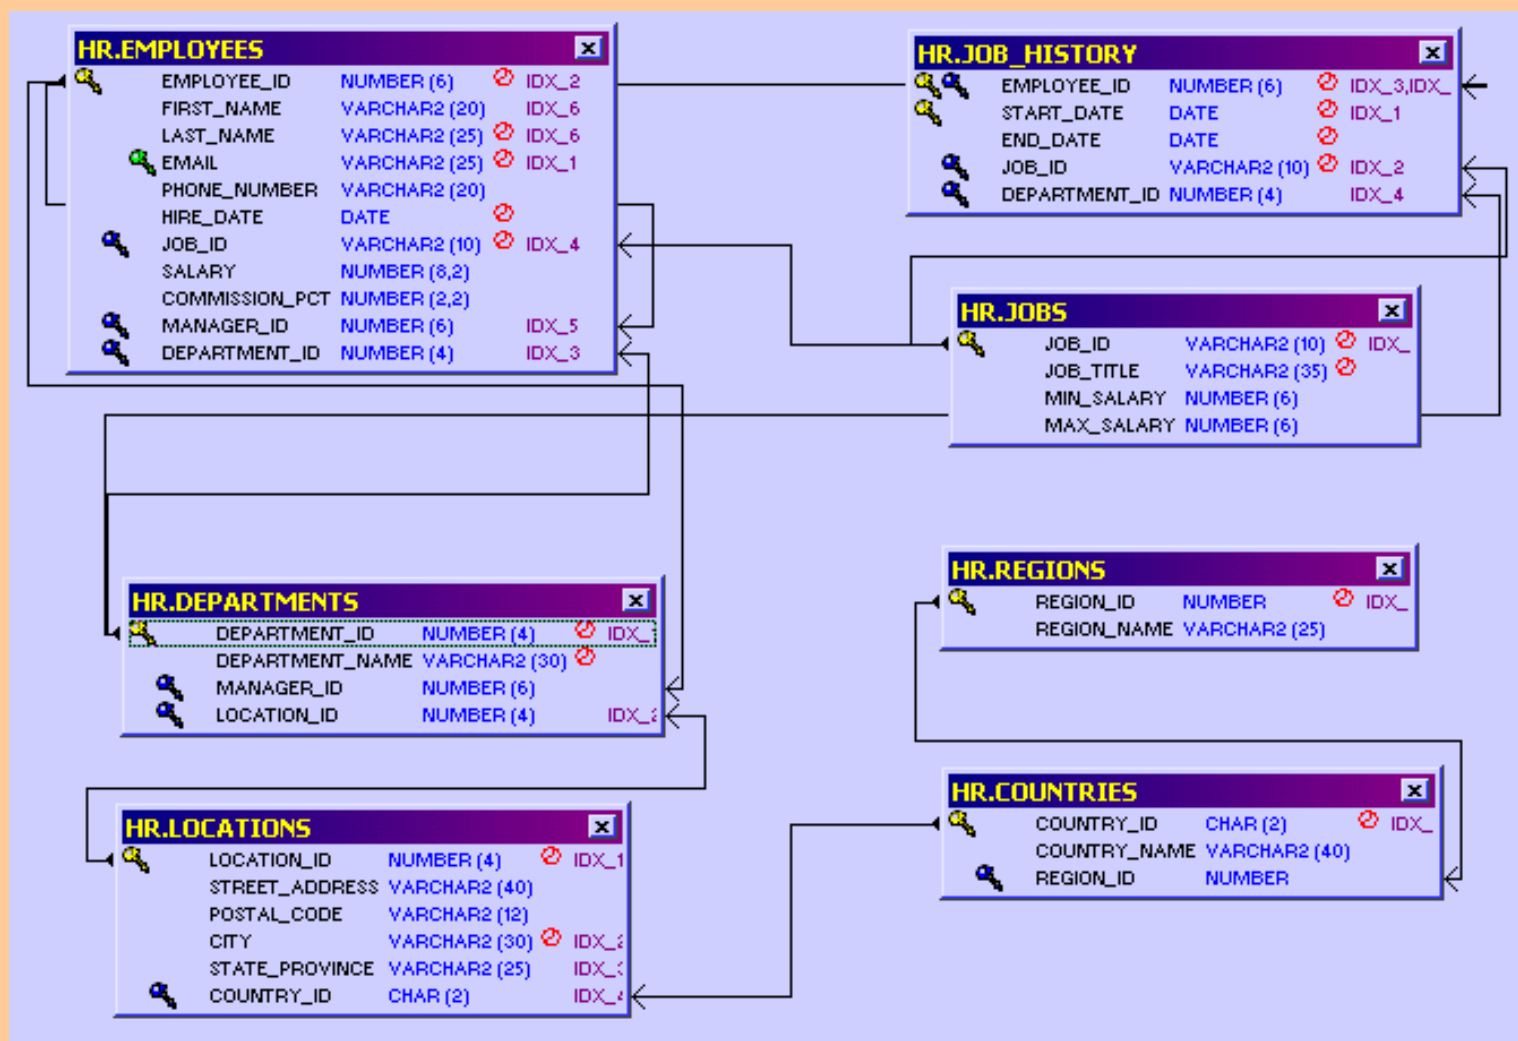 HR.EMPLOYEES
EMPLOYEE_ID NUMBER (6) IDX_2
FIRST_NAME VARCHAR2 (20) IDX_6
LAST_NAME VARCHAR2 (25) IDX_6
EMAIL VARCHAR2 (25) IDX_1
PHONE_NUMBER VARCHAR2 (20)
HIRE_DATE DATE
JOB_ID VARCHAR2 (10) IDX_4
SALARY NUMBER (8,2)
COMMISSION_PCT NUMBER (2,2)
MANAGER_ID NUMBER (6) IDX_5
DEPARTMENT_ID NUMBER (4) IDX_3
HR.JOB_HISTORY
EMPLOYEE_ID NUMBER (6) IDX_3,IDX_
START_DATE DATE IDX_1
END_DATE DATE
JOB_ID VARCHAR2 (10) IDX_2
DEPARTMENT_ID NUMBER (4) IDX_4
HR.JOBS
JOB_ID VARCHAR2 (10) IDX_
JOB_TITLE VARCHAR2 (35)
MIN_SALARY NUMBER (6)
MAX_SALARY NUMBER (6)
HR.DEPARTMENTS
DEPARTMENT_ID NUMBER (4) IDX_
DEPARTMENT_NAME VARCHAR2 (30)
MANAGER_ID NUMBER (6)
LOCATION_ID NUMBER (4) IDX_2
HR.REGIONS
REGION_ID NUMBER IDX_
REGION_NAME VARCHAR2 (25)
HR.LOCATIONS
LOCATION_ID NUMBER (4) IDX_1
STREET_ADDRESS VARCHAR2 (40)
POSTAL_CODE VARCHAR2 (12)
CITY VARCHAR2 (30) IDX_2
STATE_PROVINCE VARCHAR2 (25) IDX_3
COUNTRY_ID CHAR (2) IDX_4
HR.COUNTRIES
COUNTRY_ID CHAR (2) IDX_
COUNTRY_NAME VARCHAR2 (40)
REGION_ID NUMBER